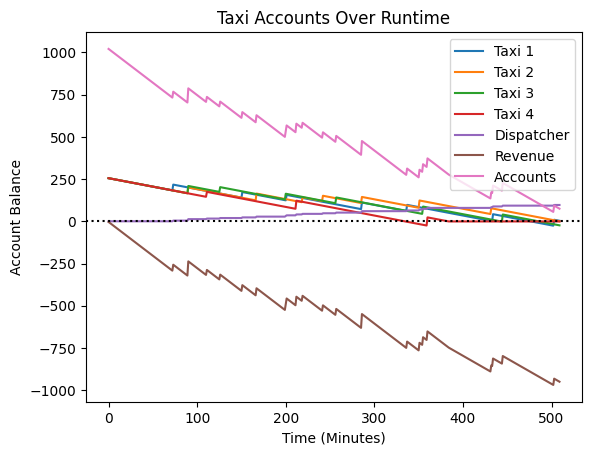 Taxi Accounts Over Runtime
1000
750
500
250
0
−250
−500
−750
−1000
Account Balance
Taxi 1
Taxi 2
Taxi 3
Taxi 4
Dispatcher
Revenue
Accounts
0
100
200
300
400
500
Time (Minutes)